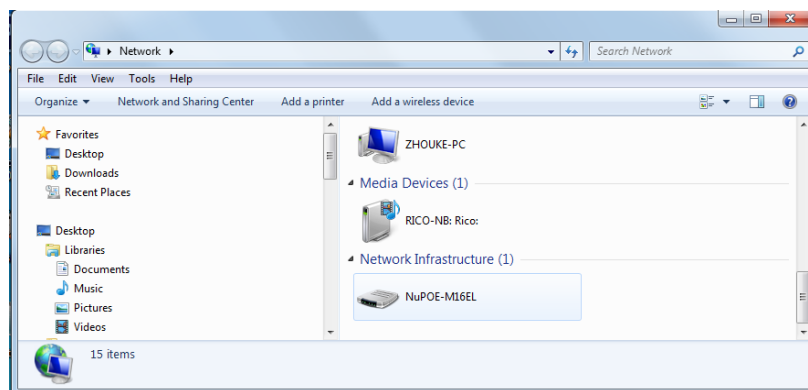 Network
Search Network
File Edit View Tools Help
Organize Network and Sharing Center Add a printer Add a wireless device
Favorites
Desktop
Downloads
Recent Places
Desktop
Libraries
Documents
Music
Pictures
Videos
ZHOUKE-PC
Media Devices (1)
RICO-NB: Rico:
Network Infrastructure (1)
NuPOE-M16EL
15 items